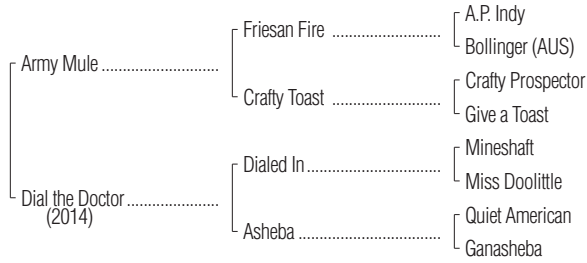 A.P. Indy
Friesan Fire ..............................
Bollinger (AUS)
Army Mule ..................................
Crafty Prospector
Crafty Toast ..............................
Give a Toast
Mineshaft
Dialed In ......................................
Miss Doolittle
Dial the Doctor ..........................
(2014)
Quiet American
Asheba ........................................
Ganasheba